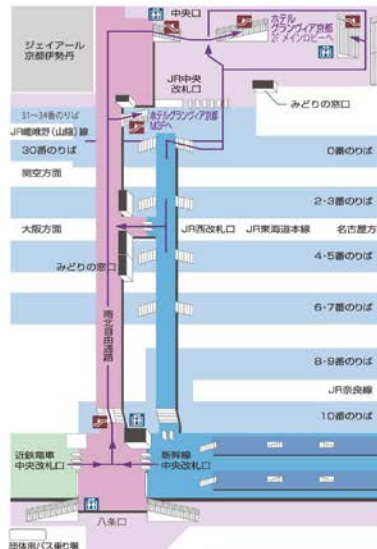 中央口
ホテル
グランヴィア京都
2F メインロビーへ
ジェイアール
京都伊勢丹
JR中央
改札口
みどりの窓口
31〜34番のりば
ホテルグランヴィア京都
M3Fへ
JR嵯峨野(山陰)線
30番のりば
0番のりば
関空方面
2・3番のりば
大阪方面
JR西改札口
JR東海道本線
名古屋方
4・5番のりば
みどりの窓口
6・7番のりば
南北自由通路
8・9番のりば
JR奈良線
10番のりば
近鉄電車
中央改札口
新幹線
中央改札口
八条口
団体用バス乗り場